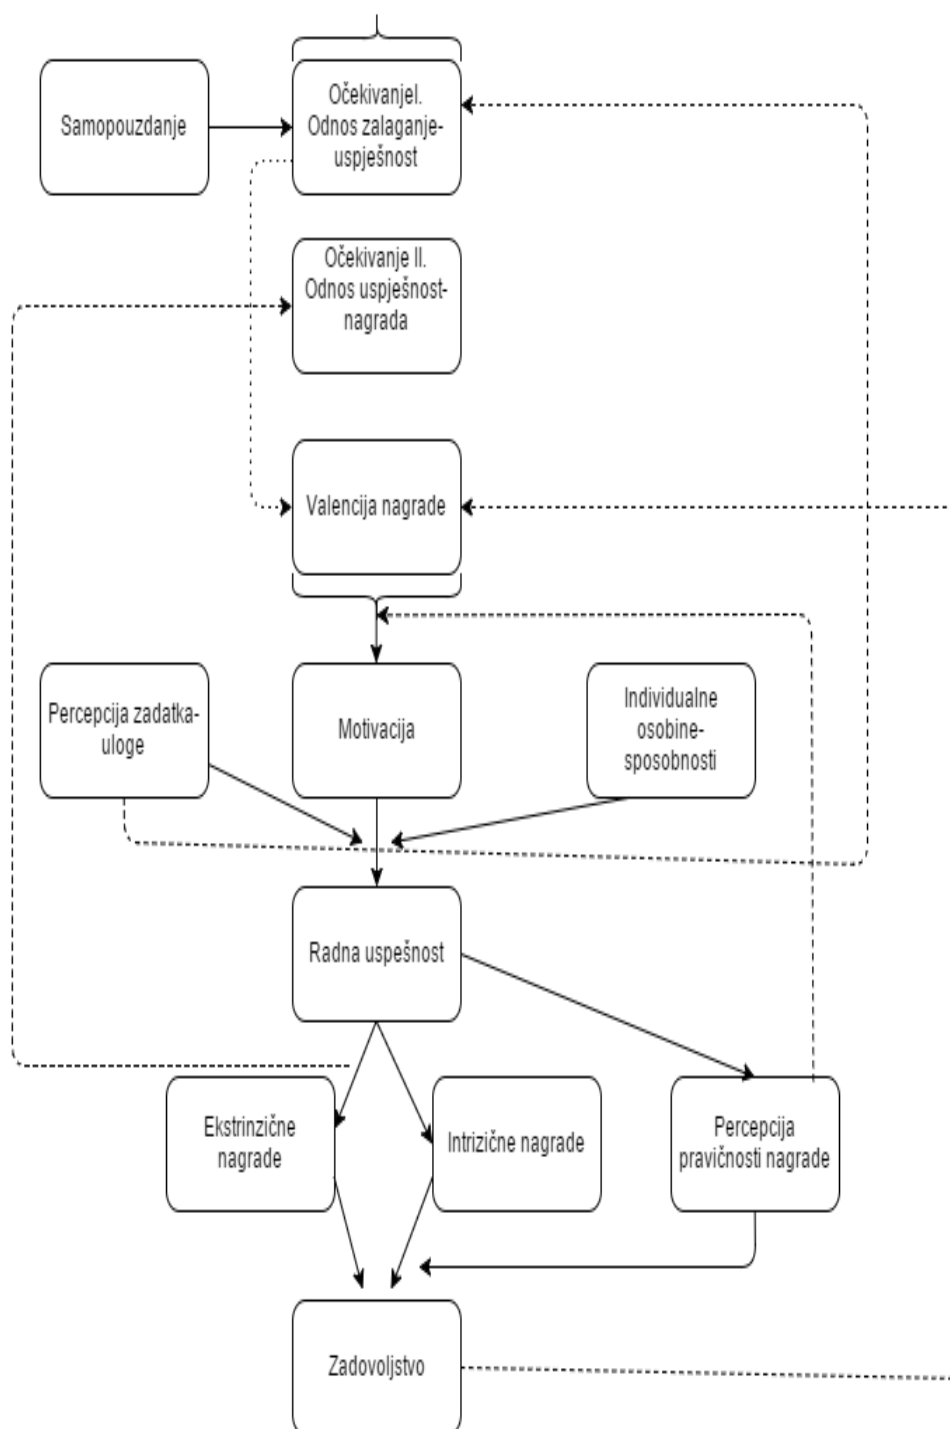 Samopouzdanje
OčekivanjeI.
Odnos zalaganje-
uspješnost
Očekivanje II.
Odnos uspješnost-
nagrada
Valencija nagrade
Percepcija zadatka-
uloge
Motivacija
Individualne
osobine-
sposobnosti
Radna uspešnost
Ekstrinzične
nagrade
Intrizične nagrade
Percepcija
pravičnosti nagrade
Zadovoljstvo